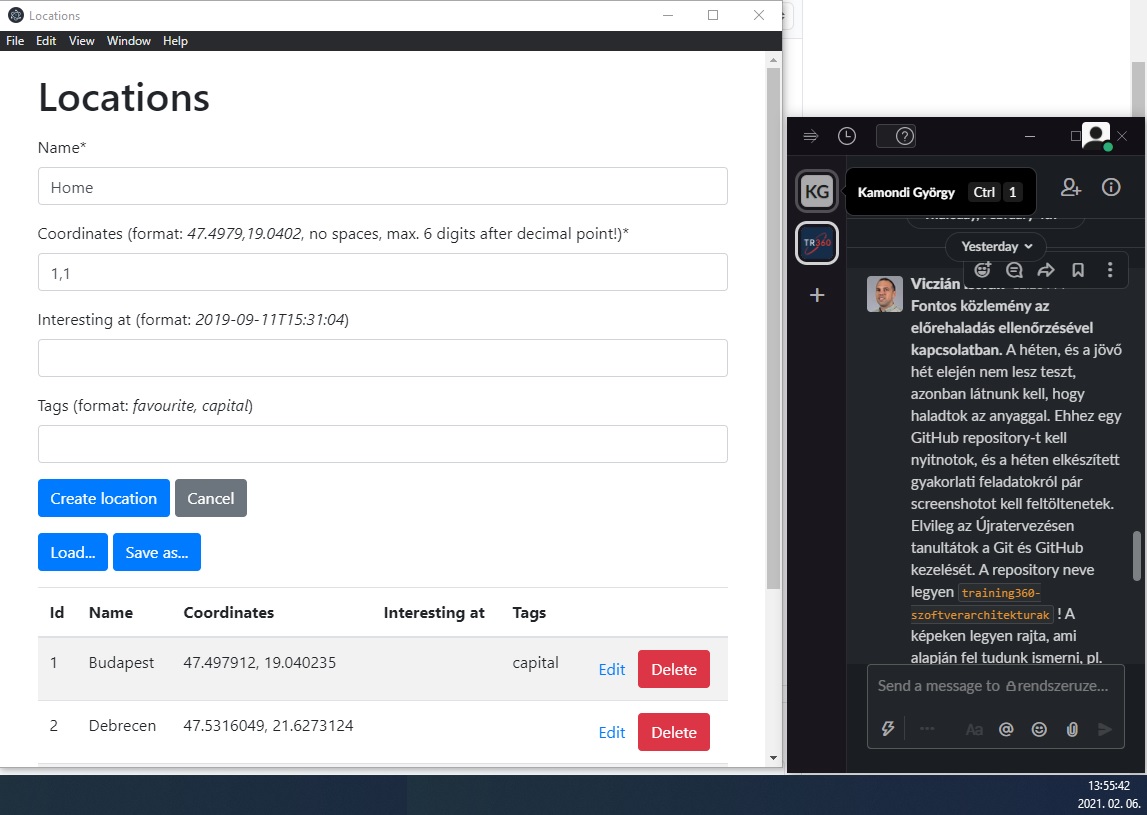 Locations
File Edit View Window Help
Locations
Name*
Home
Coordinates (format: 47.4979,19.0402, no spaces, max. 6 digits after decimal point!)*
1,1
Interesting at (format: 2019-09-11T15:31:04)
Tags (format: favourite, capital)
Create location Cancel
Load... Save as...
Id Name Coordinates Interesting at Tags
1 Budapest 47.497912, 19.040235 capital Edit Delete
2 Debrecen 47.5316049, 21.6273124 Edit Delete
KG
Kamondi György Ctrl 1
TR360
Yesterday
Viczián
Fontos közlemény az
előrehaladás ellenőrzésével
kapcsolatban. A héten, és a jövő
hét elején nem lesz teszt,
azonban látnunk kell, hogy
haladtok az anyaggal. Ehhez egy
GitHub repository-t kell
nyitnotok, és a héten elkészített
gyakorlati feladatokról pár
screenshotot kell feltöltenetek.
Elvileg az Újratervezésen
tanultátok a Git és GitHub
kezelését. A repository neve
legyen training360-
szoftverarchitekturak ! A
képeken legyen rajta, ami
alapján fel tudunk ismerni, pl.
Send a message to rendszeruze...
Aa
13:55:42
2021. 02. 06.